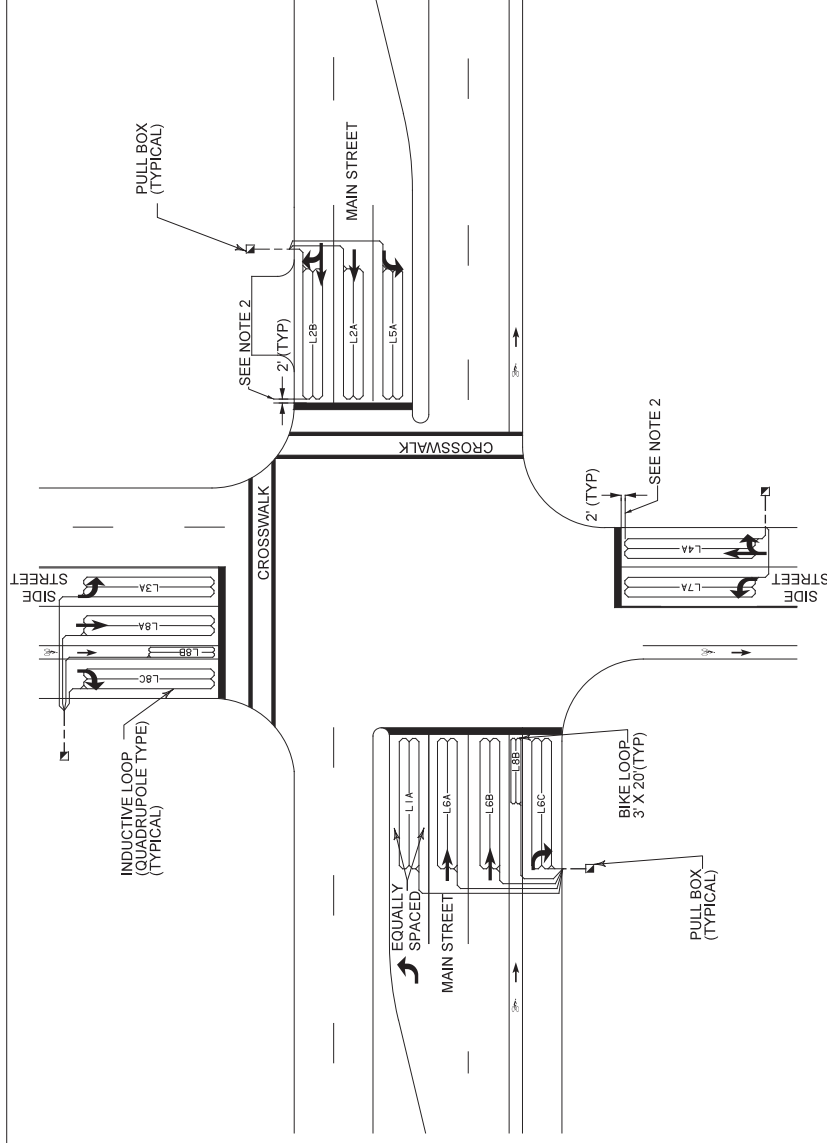 PULL BOX
(TYPICAL)
MAIN STREET
SEE NOTE 2
2' (TYP)
L2B
L2A
L5A
CROSSWALK
CROSSWALK
SIDE
STREET
L3A
L8A
L8B
L8C
INDUCTIVE LOOP
(QUADRUPOLE TYPE)
(TYPICAL)
2' (TYP)
SEE NOTE 2
L4A
L7A
SIDE
STREET
L1A
L6A
L6B
L8B
L6C
EQUALLY
SPACED
MAIN STREET
BIKE LOOP
3' X 20'(TYP)
PULL BOX
(TYPICAL)